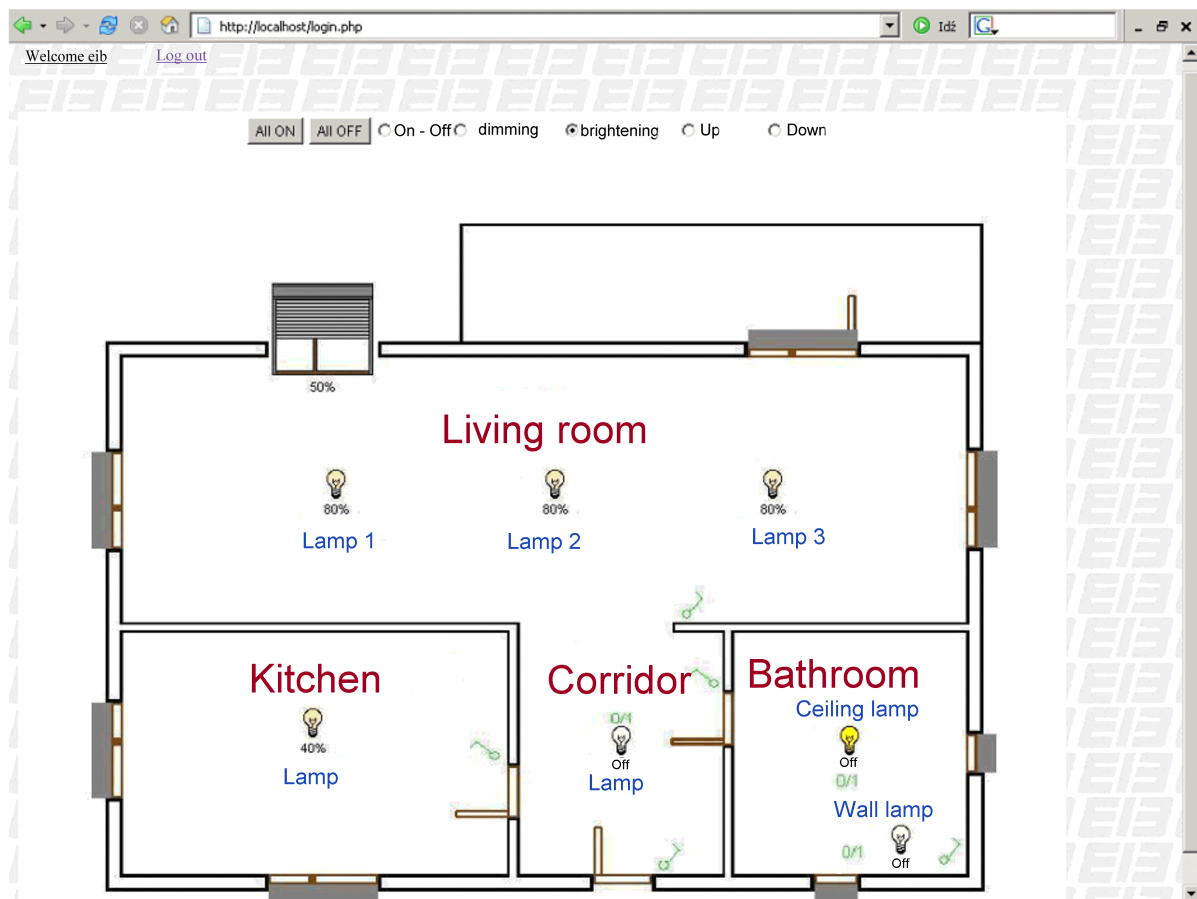 http://localhost/login.php
Idź
G
Welcome eib Log out
All ON All OFF On - Off dimming brightening Up Down
50%
Living room
80% 80% 80%
Lamp 1 Lamp 2 Lamp 3
Kitchen Corridor Bathroom
Ceiling lamp
0/1
40% Off Off
Lamp Lamp 0/1
Wall lamp
0/1 Off
EIB